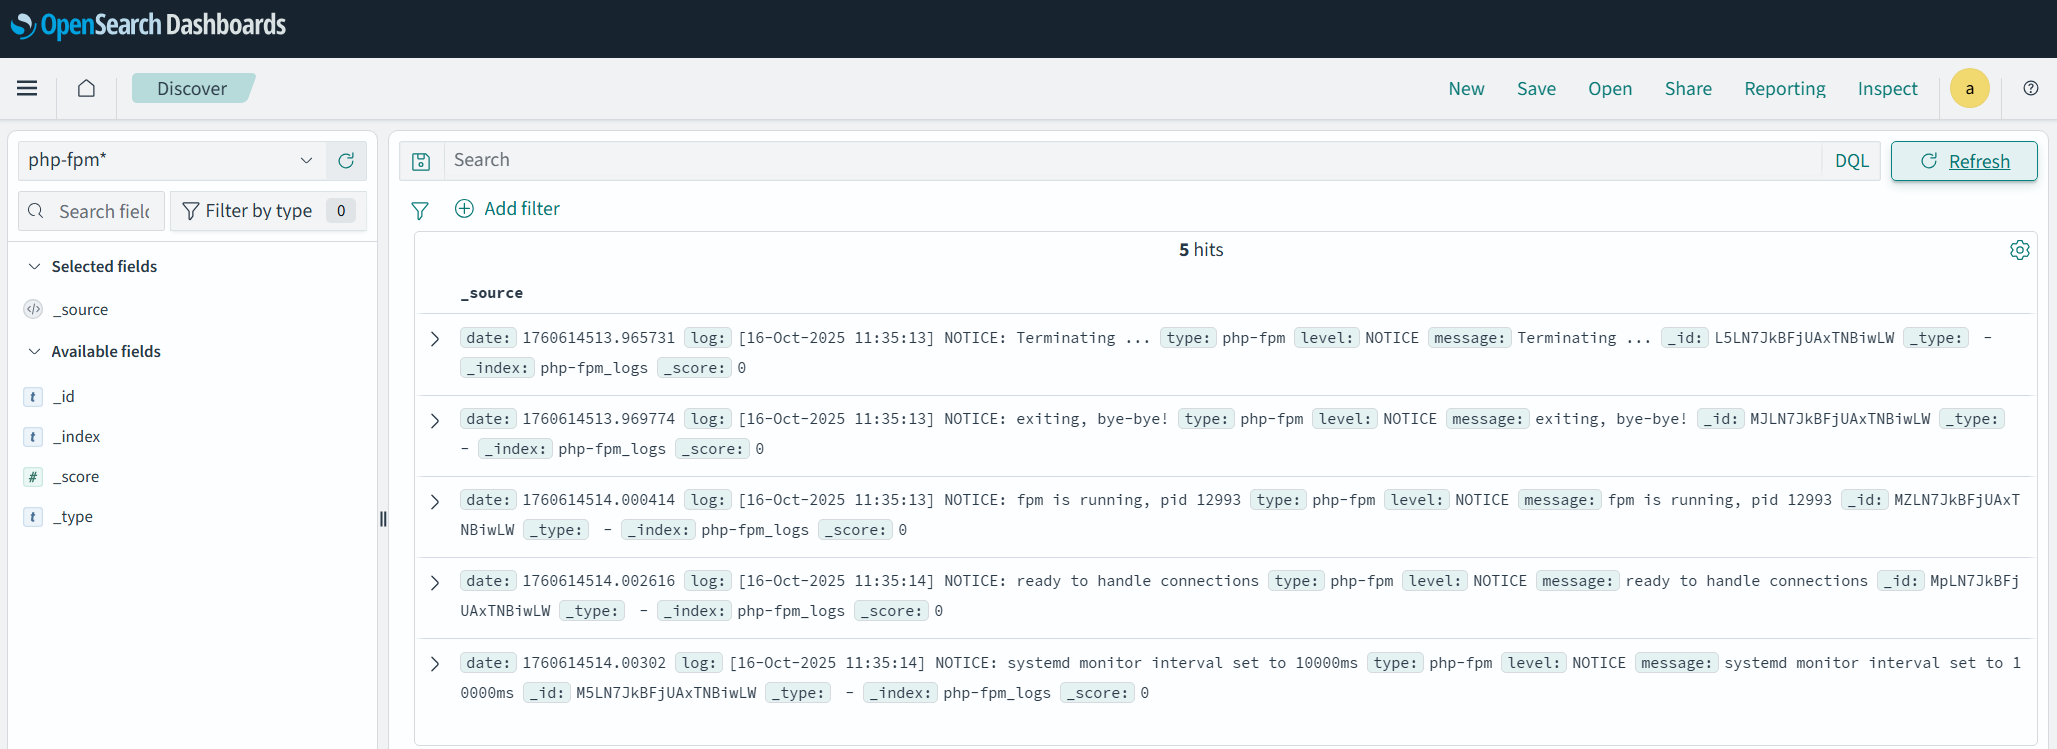 OpenSearch Dashboards
Discover
New Save Open Share Reporting Inspect a
php-fpm*
Search
DQL
Refresh
Search field
Filter by type 0
Add filter
5 hits
Selected fields
_source
Available fields
_id
_index
_score
_type
_source
date: 1760614513.965731 log: [16-Oct-2025 11:35:13] NOTICE: Terminating ... type: php-fpm level: NOTICE message: Terminating ... _id: L5LN7JkBFjUAxTNBiwLW _type: -
_index: php-fpm_logs _score: 0
date: 1760614513.969774 log: [16-Oct-2025 11:35:13] NOTICE: exiting, bye-bye! type: php-fpm level: NOTICE message: exiting, bye-bye! _id: MJLN7JkBFjUAxTNBiwLW _type:
- _index: php-fpm_logs _score: 0
date: 1760614514.000414 log: [16-Oct-2025 11:35:13] NOTICE: fpm is running, pid 12993 type: php-fpm level: NOTICE message: fpm is running, pid 12993 _id: MZLN7JkBFjUAxT
NBiwLW _type: - _index: php-fpm_logs _score: 0
date: 1760614514.002616 log: [16-Oct-2025 11:35:14] NOTICE: ready to handle connections type: php-fpm level: NOTICE message: ready to handle connections _id: MpLN7JkBFj
UAxTNBiwLW _type: - _index: php-fpm_logs _score: 0
date: 1760614514.00302 log: [16-Oct-2025 11:35:14] NOTICE: systemd monitor interval set to 10000ms type: php-fpm level: NOTICE message: systemd monitor interval set to 1
0000ms _id: M5LN7JkBFjUAxTNBiwLW _type: - _index: php-fpm_logs _score: 0